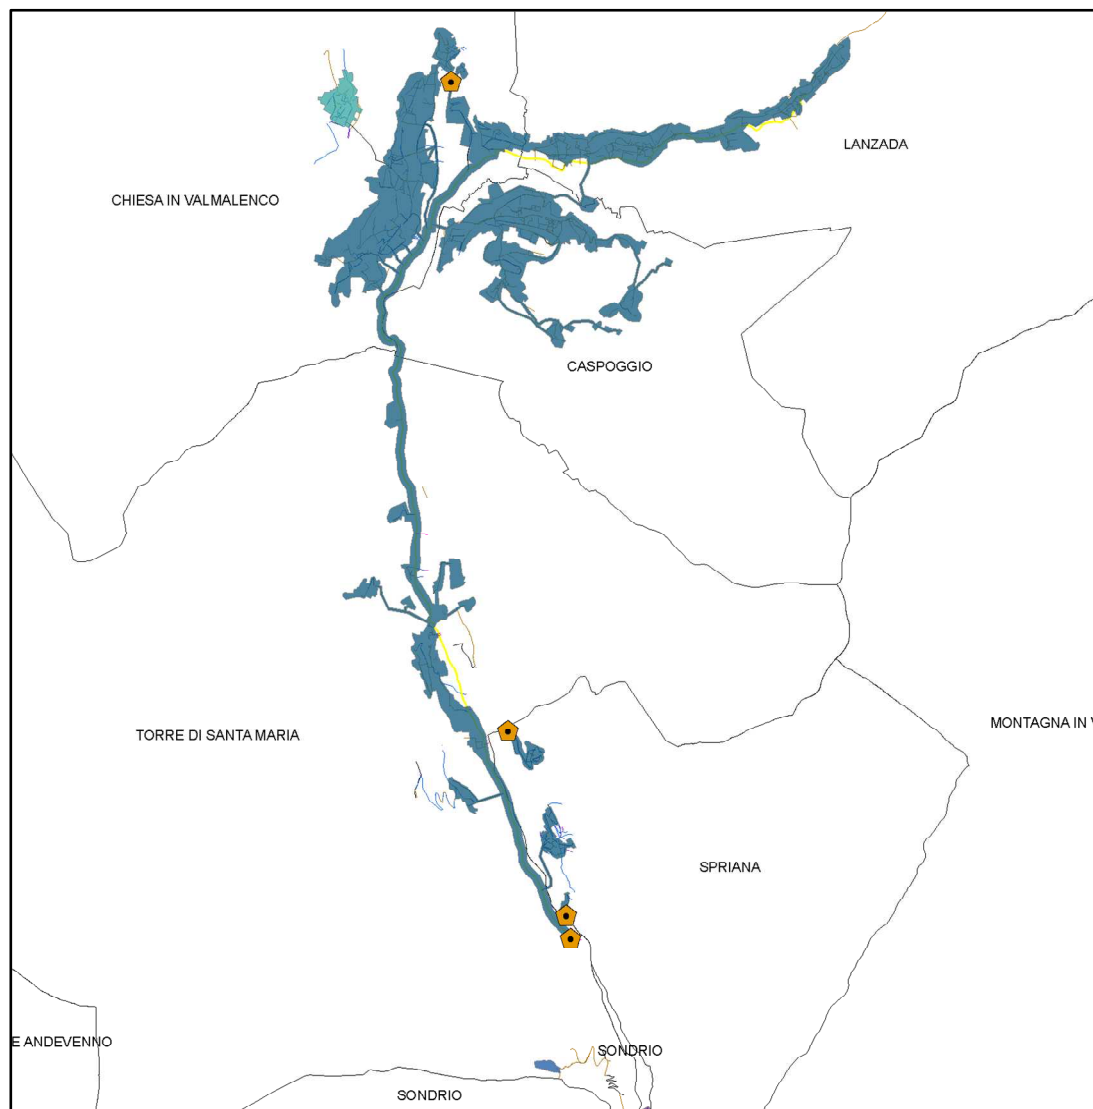 LANZADA
CHIESA IN VALMALENCO
CASPOGGIO
MONTAGNA IN V
TORRE DI SANTA MARIA
SPRIANA
E ANDEVENNO
SONDRIO
SONDRIO